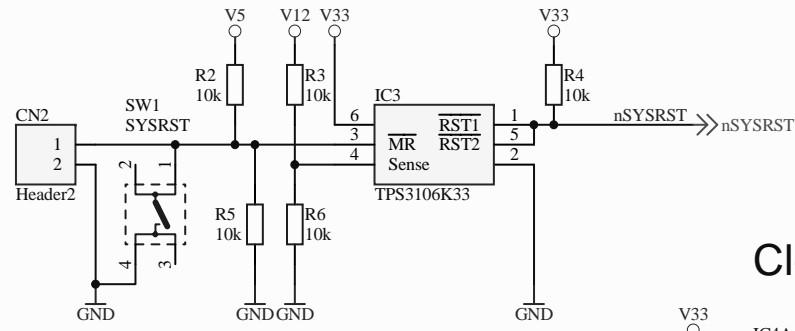 V5
V12
V33
V33
R2
10k
R3
10k
R4
10k
IC3
SW1
SYSRST
CN2
1
2
Header2
6
3
4
MR
Sense
RST1
RST2
1
5
2
TPS3106K33
nSYSRST
nSYSRST
2
1
4
3
R5
10k
R6
10k
GND
GND
GND
GND
Cl
V33